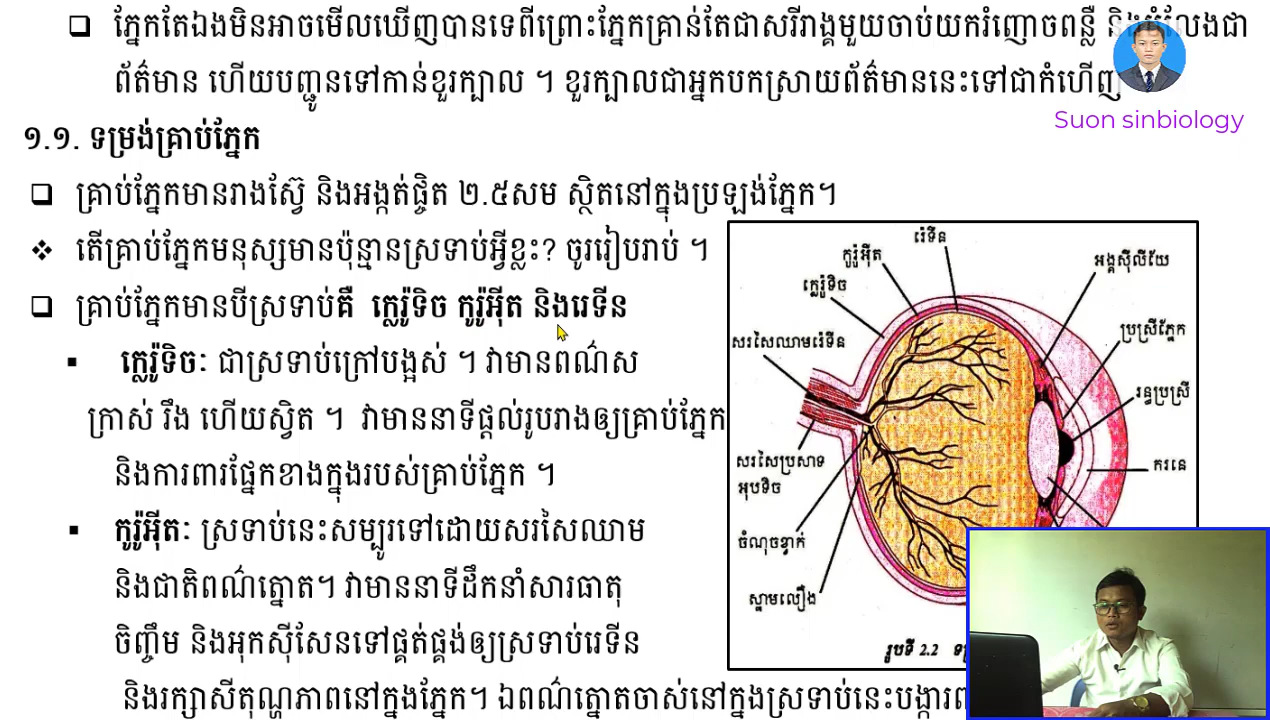 ភ្នែកតែឯងមិនអាចមើលឃើញបានទេពីព្រោះភ្នែកគ្រាន់តែជាសរីរាង្គមួយចាប់យករំញោចពន្លឺ និងបំលែងជា
ព័ត៌មាន ហើយបញ្ជូនទៅកាន់ខួរក្បាល ។ ខួរក្បាលជាអ្នកបកស្រាយព័ត៌មាននេះទៅជាកំហើញ
Suon sinbiology
១.១. ទម្រង់គ្រាប់ភ្នែក
គ្រាប់ភ្នែកមានរាងស្វ៊ែ និងអង្កត់ផ្ចិត ២.៥សម ស្ថិតនៅក្នុងប្រឡង់ភ្នែក។
តើគ្រាប់ភ្នែកមនុស្សមានប៉ុន្មានស្រទាប់អ្វីខ្លះ? ចូររៀបរាប់ ។
គ្រាប់ភ្នែកមានបីស្រទាប់គឺ ក្លេរ៉ូទិច កូរ៉ូអ៊ីត និងរេទីន
ក្លេរ៉ូទិចៈ ជាស្រទាប់ក្រៅបង្អស់ ។ វាមានពណ៌ស
ក្រាស់ រឹង ហើយស្វិត ។ វាមាននាទីផ្តល់រូបរាងឲ្យគ្រាប់ភ្នែក
និងការពារផ្នែកខាងក្នុងរបស់គ្រាប់ភ្នែក ។
កូរ៉ូអ៊ីតៈ ស្រទាប់នេះសម្បូរទៅដោយសរសៃឈាម
និងជាតិពណ៌ត្នោត។ វាមាននាទីដឹកនាំសារធាតុ
ចិញ្ចឹម និងអុកស៊ីសែនទៅផ្គត់ផ្គង់ឲ្យស្រទាប់រេទីន
និងរក្សាសីតុណ្ហភាពនៅក្នុងភ្នែក។ ឯពណ៌ត្នោតចាស់នៅក្នុងស្រទាប់នេះបង្ការ
រ៉េទីន
កូរ៉ូអ៊ីត
ក្លេរ៉ូទិច
សរសៃឈាមរ៉េទីន
អង្គស៊ីលីយែ
ប្រស្រីភ្នែក
រន្ធប្រស្រី
ករនេ
សរសៃប្រសាទ
អុបទិច
ចំណុចខ្វាក់
ស្នាមលឿង
រូបទី 2.2